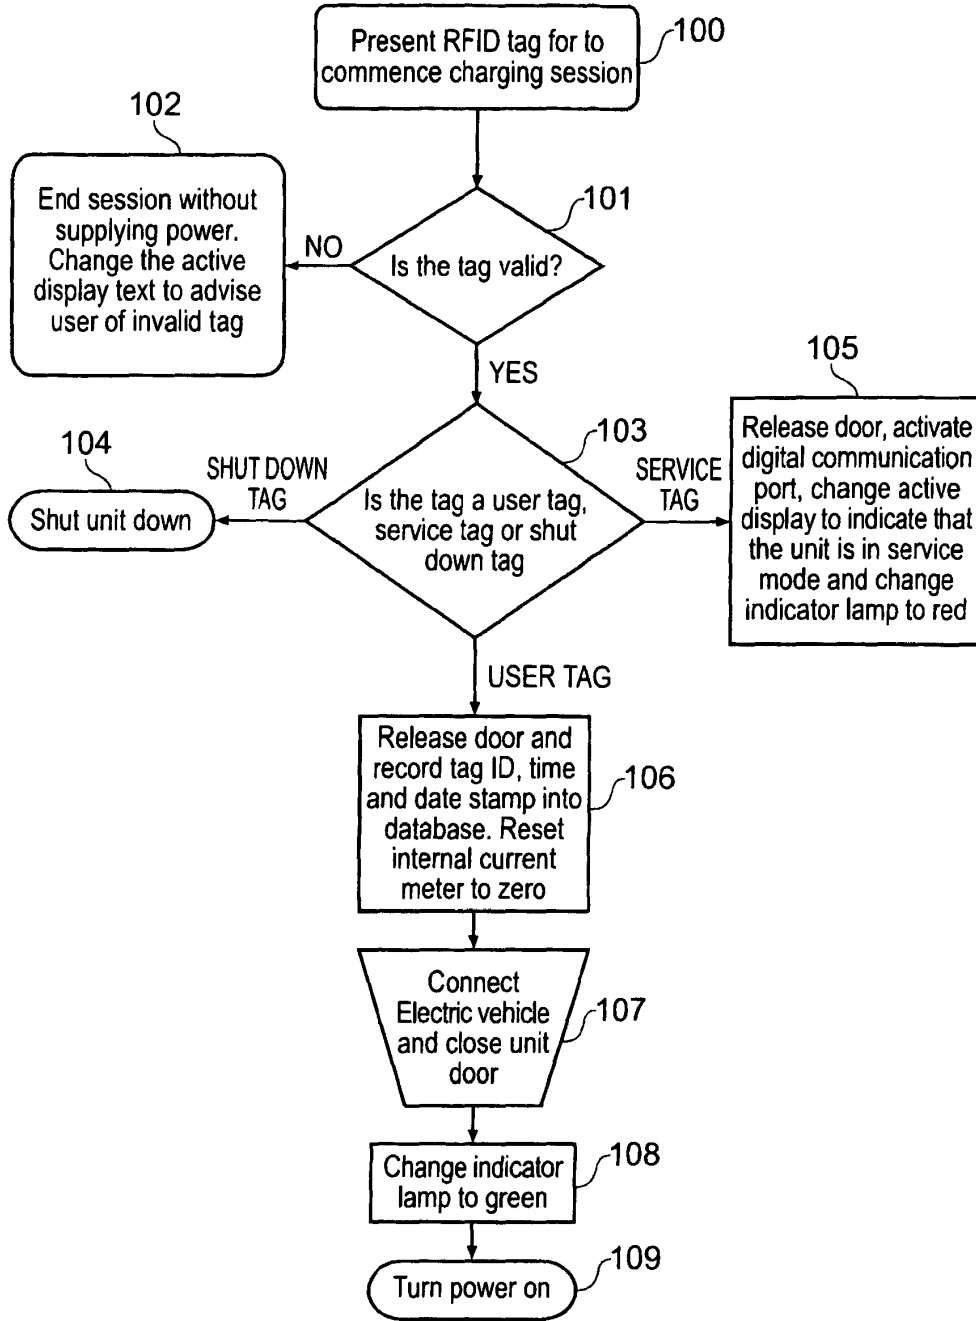 Present RFID tag for to
commence charging session
100
102
End session without
supplying power.
Change the active
display text to advise
user of invalid tag
NO
101
Is the tag valid?
YES
105
Release door, activate
digital communication
port, change active
display to indicate that
the unit is in service
mode and change
indicator lamp to red
104
Shut unit down
SHUT DOWN
TAG
103
Is the tag a user tag,
service tag or shut
down tag
SERVICE
TAG
USER TAG
Release door and
record tag ID, time
and date stamp into
database. Reset
internal current
meter to zero
106
Connect
Electric vehicle
and close unit
door
107
Change indicator
lamp to green
108
Turn power on
109